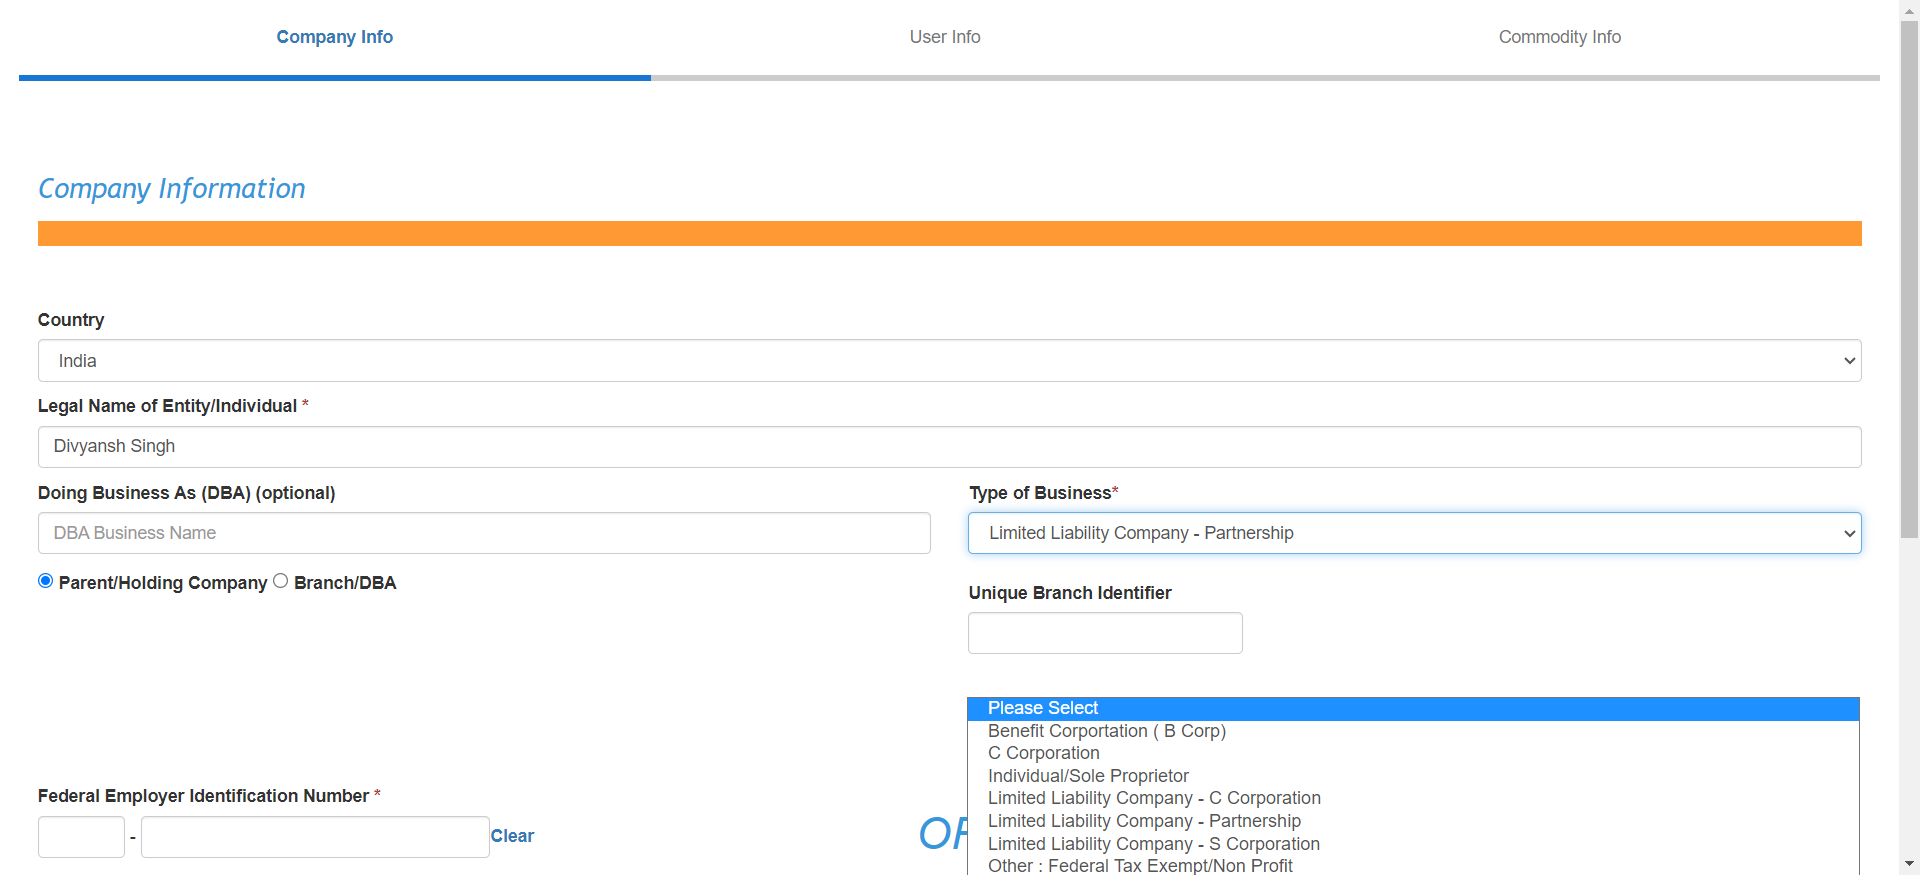 Company Info
User Info
Commodity Info
Company Information
Country
India
Legal Name of Entity/Individual *
Divyansh Singh
Doing Business As (DBA) (optional)
Type of Business*
DBA Business Name
Limited Liability Company - Partnership
Parent/Holding Company
Branch/DBA
Unique Branch Identifier
Please Select
Benefit Corportation ( B Corp)
C Corporation
Individual/Sole Proprietor
Limited Liability Company - C Corporation
Limited Liability Company - Partnership
Limited Liability Company - S Corporation
Other : Federal Tax Exempt/Non Profit
Federal Employer Identification Number *
-
Clear